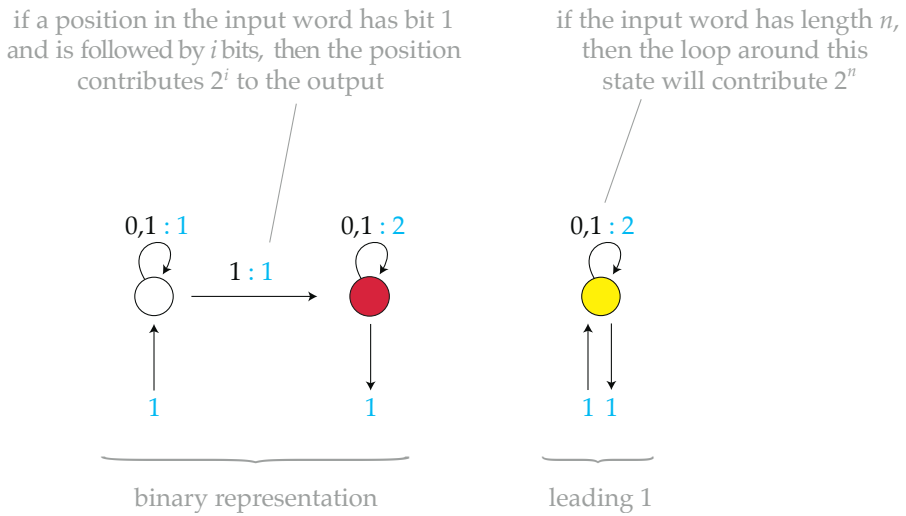 if a position in the input word has bit 1
and is followed by i bits, then the position
contributes 2^i to the output
if the input word has length n,
then the loop around this
state will contribute 2^n
0,1 : 1
0,1 : 2
0,1 : 2
1 : 1
1
1
1 1
binary representation
leading 1